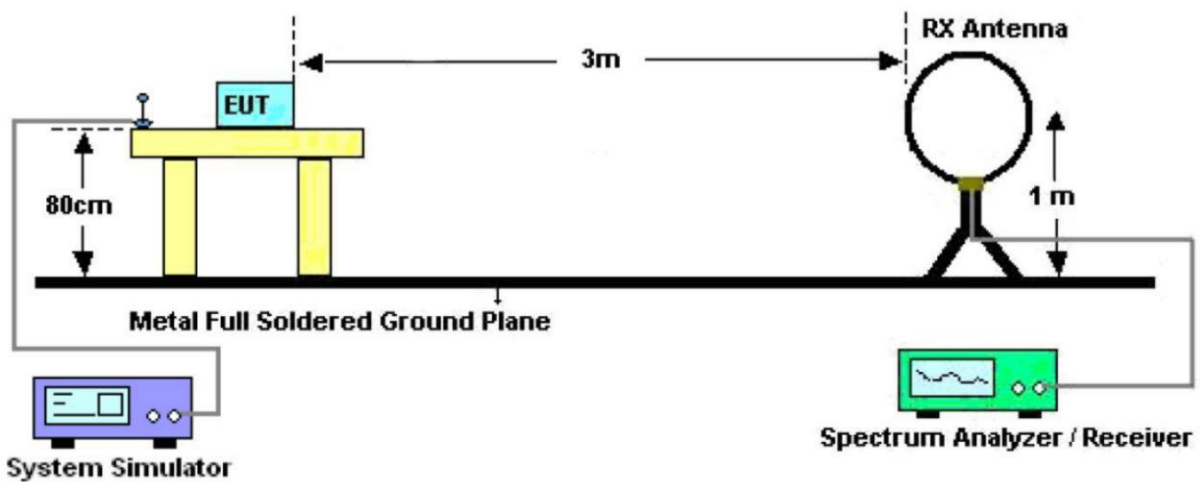 RX Antenna
3m
EUT
80cm
1 m
Metal Full Soldered Ground Plane
System Simulator
Spectrum Analyzer / Receiver